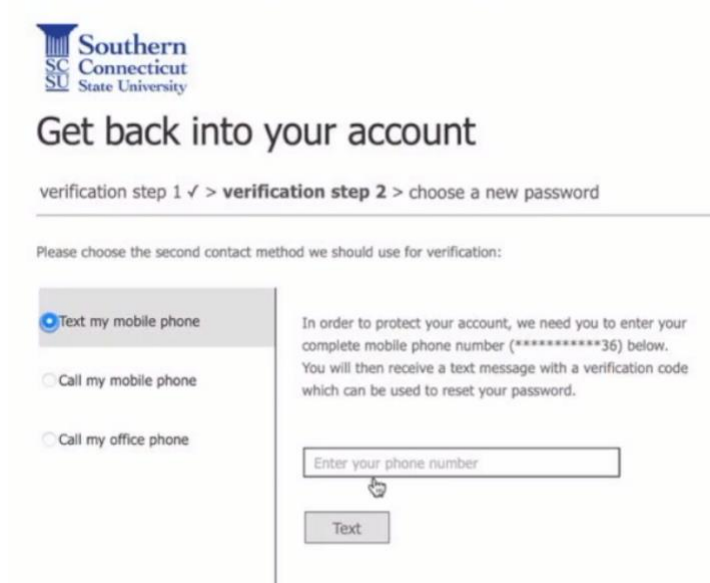 Southern
SC Connecticut
SU State University
Get back into your account
verification step 1 ✓ > verification step 2 > choose a new password
Please choose the second contact method we should use for verification:
Text my mobile phone
Call my mobile phone
Call my office phone
In order to protect your account, we need you to enter your
complete mobile phone number (***********36) below.
You will then receive a text message with a verification code
which can be used to reset your password.
Enter your phone number
Text